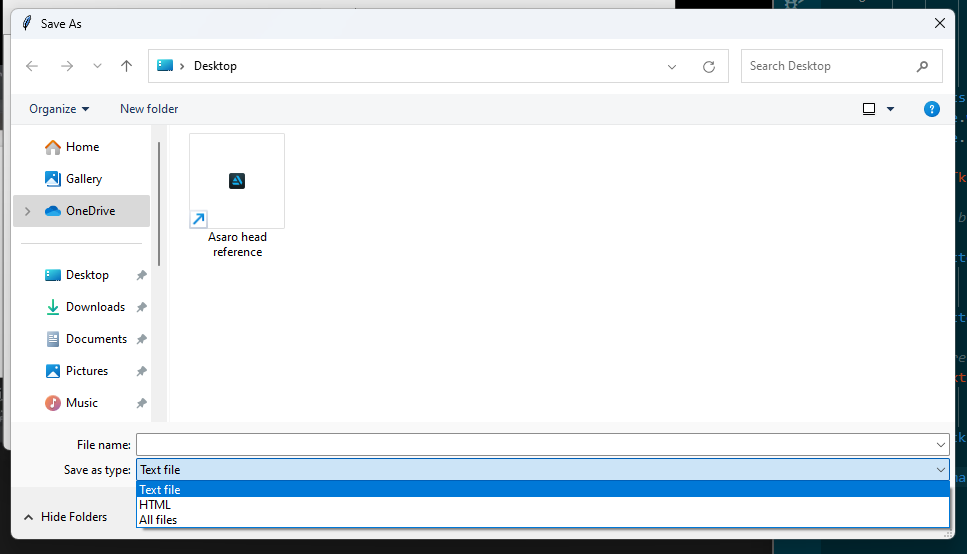 Save As
Desktop
Search Desktop
Organize
New folder
?
Home
Gallery
OneDrive
Desktop
Downloads
Documents
Pictures
Music
Asaro head
reference
File name:
Save as type:
Text file
Text file
HTML
All files
Hide Folders